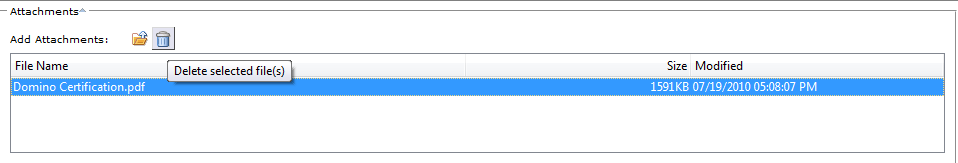 Attachments
Add Attachments:
Delete selected file(s)
File Name Size Modified
Domino Certification.pdf 1591KB 07/19/2010 05:08:07 PM